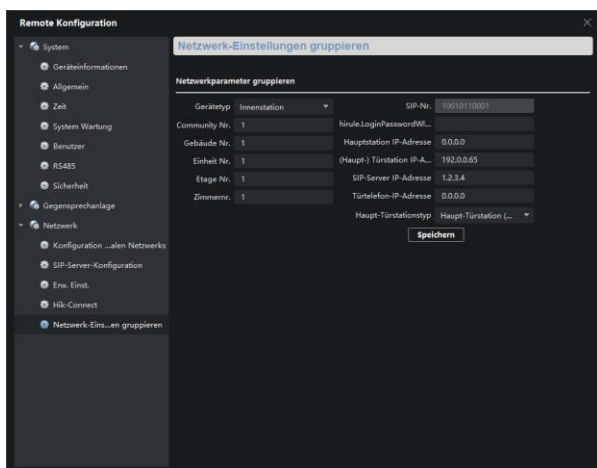 Remote Konfiguration
System
Geräteinformationen
Allgemein
Zeit
System Wartung
Benutzer
RS485
Sicherheit
Gegensprechanlage
Netzwerk
Konfiguration ...alen Netzwerks
SIP-Server-Konfiguration
Erw. Einst.
Hik-Connect
Netzwerk-Eins...en gruppieren
Netzwerk-Einstellungen gruppieren
Netzwerkparameter gruppieren
Gerätetyp Innenstation
Community Nr. 1
Gebäude Nr. 1
Einheit Nr. 1
Etage Nr. 1
Zimmernr. 1
SIP-Nr. 10010110001
hirule.LoginPasswordWl...
Hauptstation IP-Adresse 0.0.0.0
(Haupt-) Türstation IP-A... 192.0.0.65
SIP-Server IP-Adresse 1.2.3.4
Türtelefon-IP-Adresse 0.0.0.0
Haupt-Türstationstyp Haupt-Türstation (...
Speichern